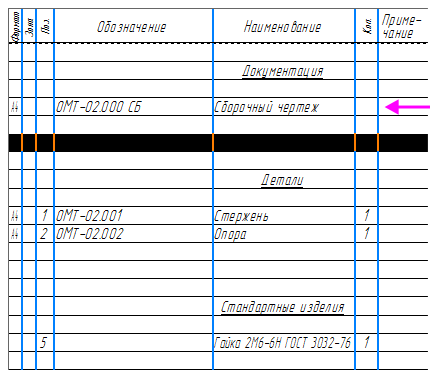 Формат Зона Поз. Обозначение Наименование Кол. Приме-
чание
Документация
А4 ОМТ-02.000 СБ Сборочный чертеж
Детали
А4 1 ОМТ-02.001 Стержень 1
А4 2 ОМТ-02.002 Опора 1
Стандартные изделия
5 Гайка 2М6-6Н ГОСТ 3032-76 1